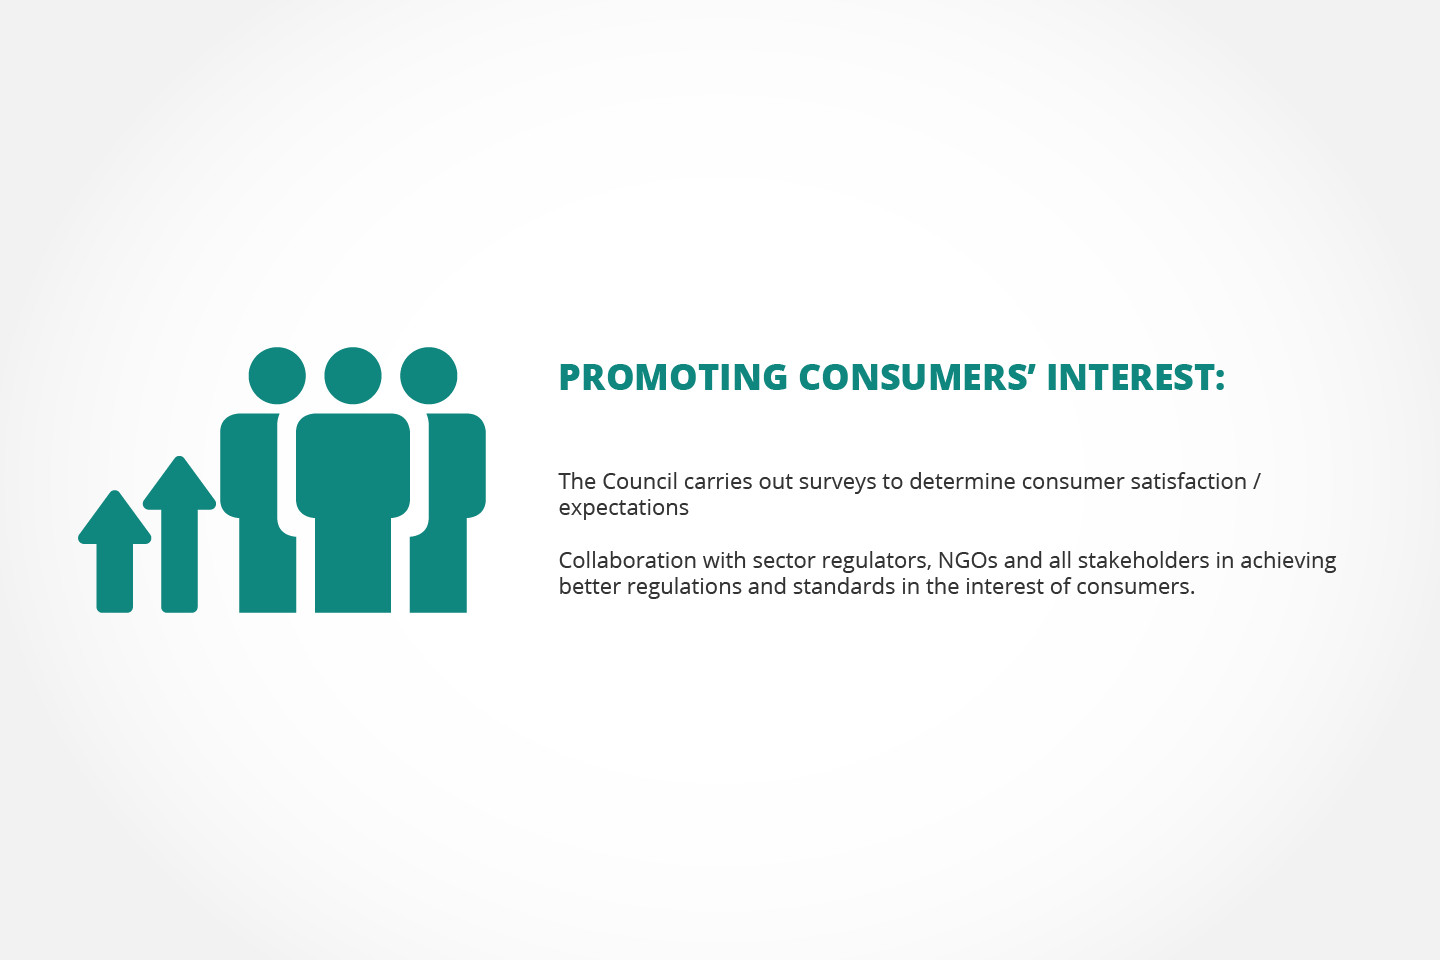 PROMOTING CONSUMERS’ INTEREST:
The Council carries out surveys to determine consumer satisfaction /
expectations
Collaboration with sector regulators, NGOs and all stakeholders in achieving
better regulations and standards in the interest of consumers.